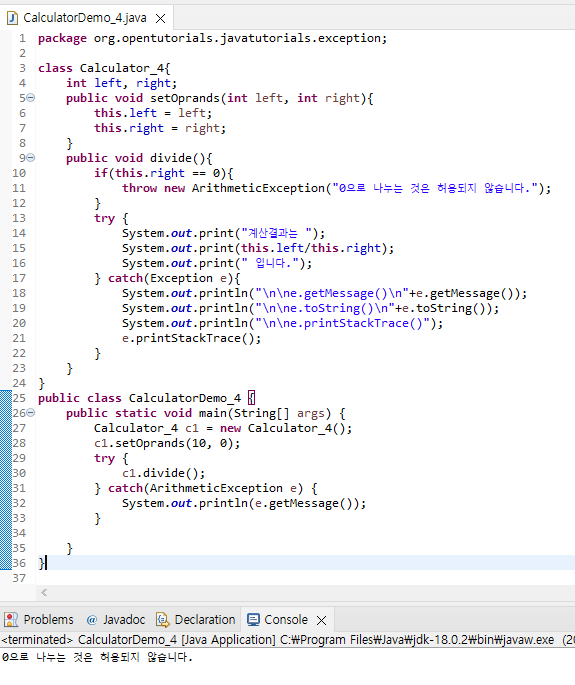 CalculatorDemo_4.java
1 package org.opentutorials.javatutorials.exception;
2
3 class Calculator_4{
4     int left, right;
5     public void setOprands(int left, int right){
6         this.left = left;
7         this.right = right;
8     }
9     public void divide(){
10         if(this.right == 0){
11             throw new ArithmeticException("0으로 나누는 것은 허용되지 않습니다.");
12         }
13         try {
14             System.out.print("계산결과는 ");
15             System.out.print(this.left/this.right);
16             System.out.print(" 입니다.");
17         } catch(Exception e){
18             System.out.println("\n\ne.getMessage()\n"+e.getMessage());
19             System.out.println("\n\ne.toString()\n"+e.toString());
20             System.out.println("\n\ne.printStackTrace()");
21             e.printStackTrace();
22         }
23     }
24 }
25 public class CalculatorDemo_4 {
26     public static void main(String[] args) {
27         Calculator_4 c1 = new Calculator_4();
28         c1.setOprands(10, 0);
29         try {
30             c1.divide();
31         } catch(ArithmeticException e) {
32             System.out.println(e.getMessage());
33         }
34
35     }
36 }
37
Problems @ Javadoc Declaration Console
<terminated> CalculatorDemo_4 [Java Application] C:₩Program Files₩Java₩jdk-18.0.2₩bin₩javaw.exe (20
0으로 나누는 것은 허용되지 않습니다.